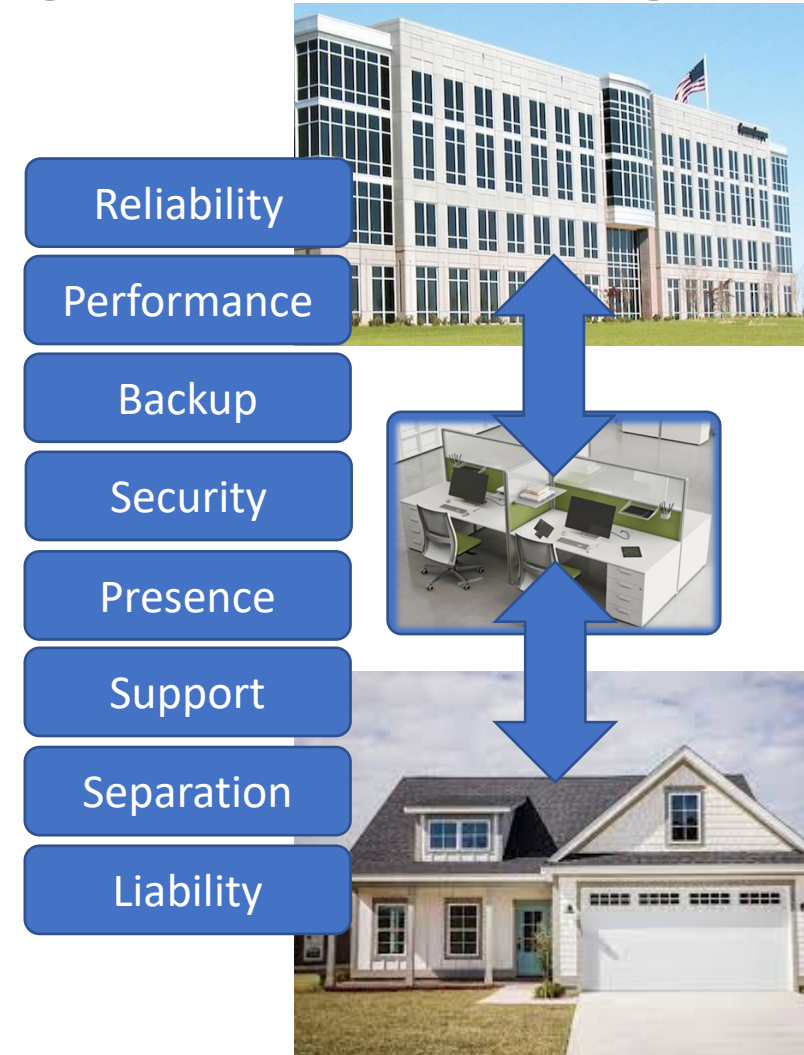 Reliability
Performance
Backup
Security
Presence
Support
Separation
Liability